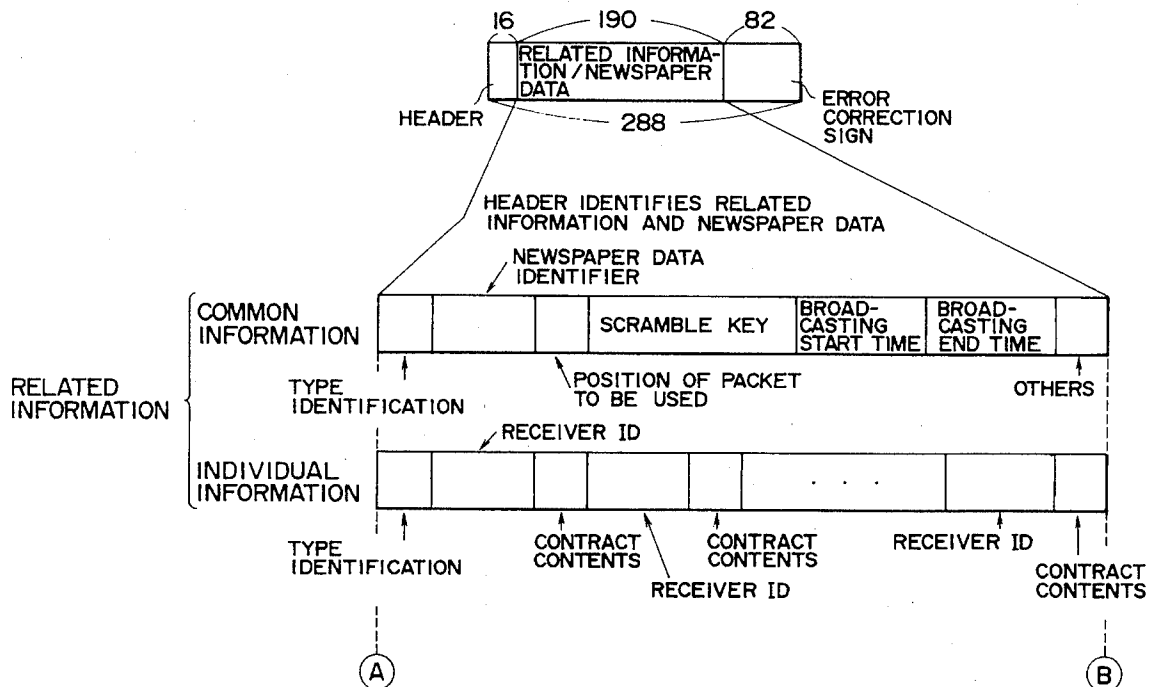 16 190 82
RELATED INFORMA-
TION/NEWSPAPER
DATA
HEADER
288
ERROR
CORRECTION
SIGN
HEADER IDENTIFIES RELATED
INFORMATION AND NEWSPAPER DATA
NEWSPAPER DATA
IDENTIFIER
RELATED
INFORMATION
COMMON
INFORMATION
SCRAMBLE KEY
BROAD-
CASTING
START TIME
BROAD-
CASTING
END TIME
TYPE
IDENTIFICATION
POSITION OF PACKET
TO BE USED
OTHERS
RECEIVER ID
INDIVIDUAL
INFORMATION
. . .
TYPE
IDENTIFICATION
CONTRACT
CONTENTS
RECEIVER ID
CONTRACT
CONTENTS
RECEIVER ID
CONTRACT
CONTENTS
A
B